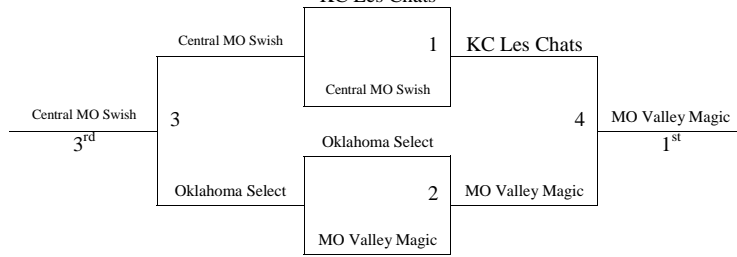 KC Les Chats
Central MO Swish
1
KC Les Chats
Central MO Swish
Central MO Swish
3
4
MO Valley Magic
3rd
1st
Oklahoma Select
Oklahoma Select
2
MO Valley Magic
MO Valley Magic